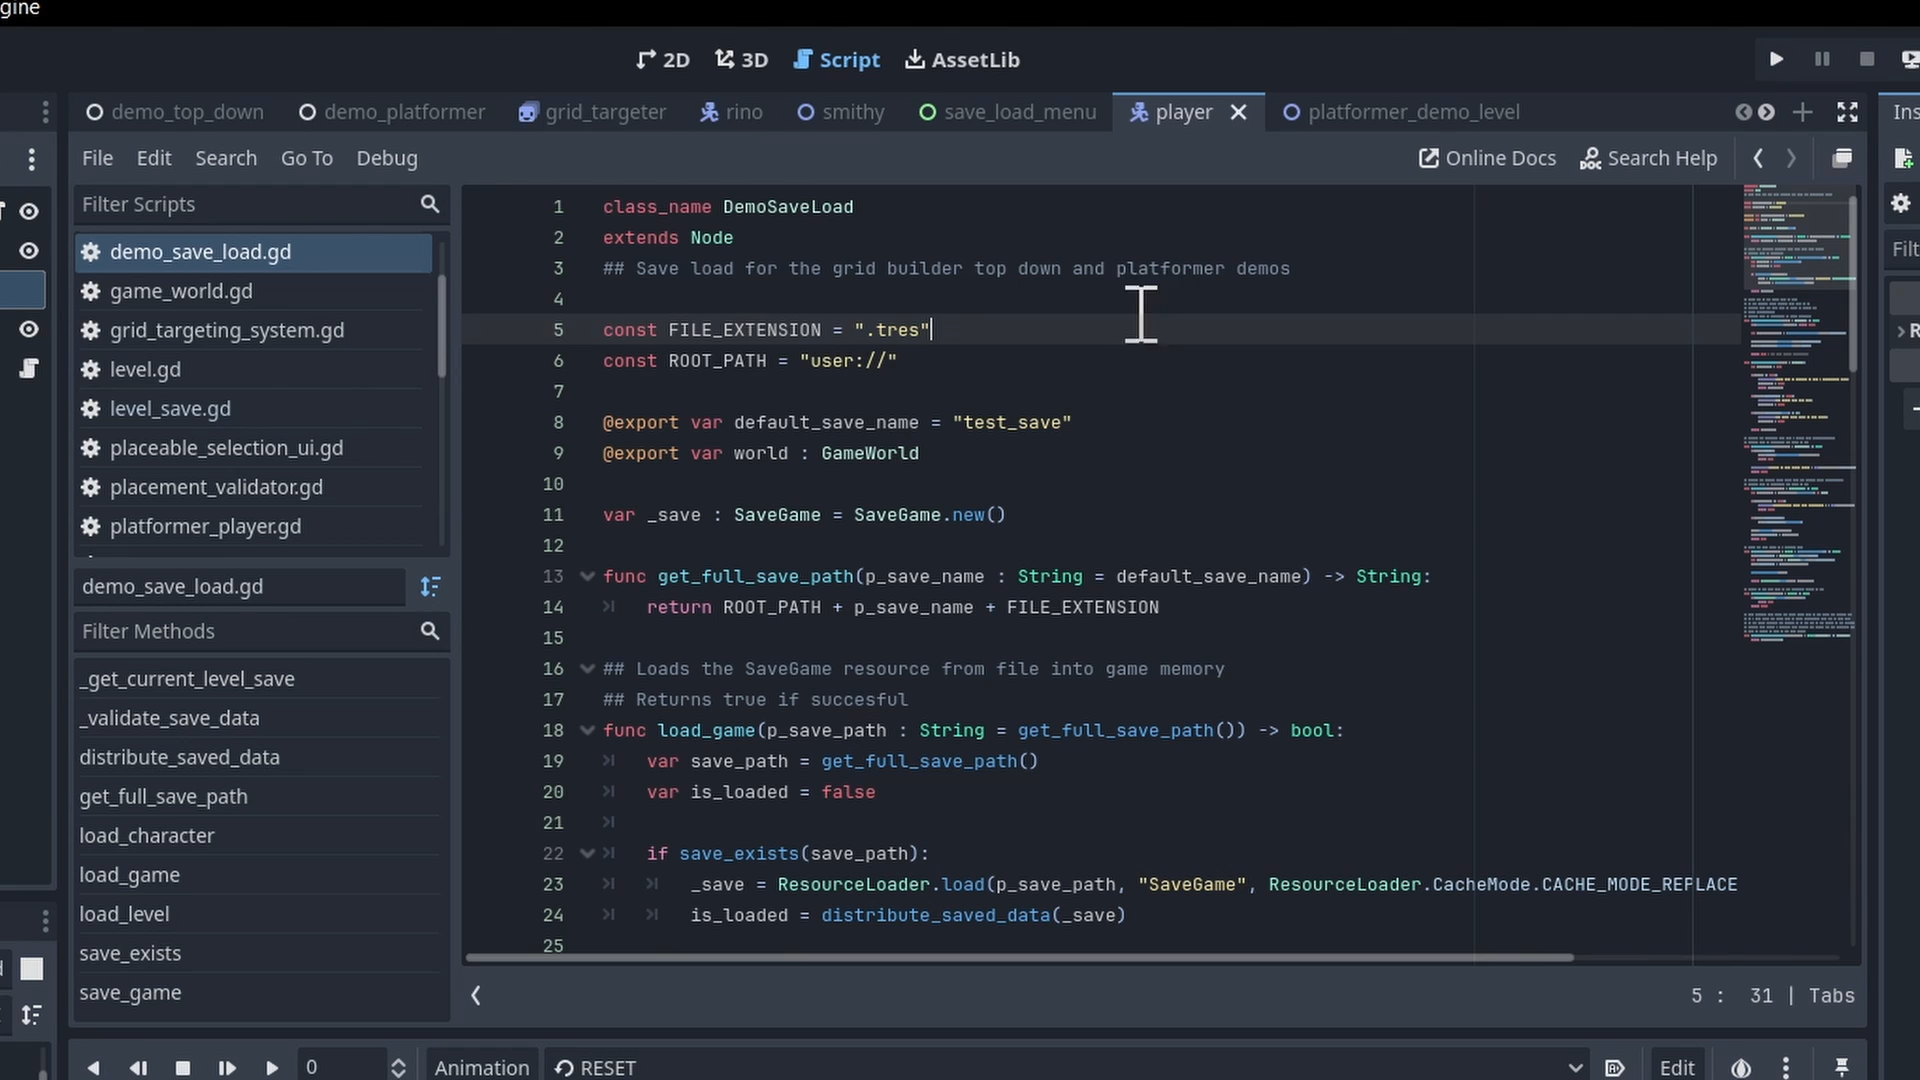 gine
2D 3D Script AssetLib
demo_top_down demo_platformer grid_targeter rino smithy save_load_menu player platformer_demo_level
Ins
File Edit Search Go To Debug Online Docs Search Help
Filter Scripts
demo_save_load.gd
game_world.gd
grid_targeting_system.gd
level.gd
level_save.gd
placeable_selection_ui.gd
placement_validator.gd
platformer_player.gd
demo_save_load.gd
Filter Methods
_get_current_level_save
_validate_save_data
distribute_saved_data
get_full_save_path
load_character
load_game
load_level
save_exists
save_game
1 class_name DemoSaveLoad
2 extends Node
3 ## Save load for the grid builder top down and platformer demos
4
5 const FILE_EXTENSION = ".tres"
6 const ROOT_PATH = "user://"
7
8 @export var default_save_name = "test_save"
9 @export var world : GameWorld
10
11 var _save : SaveGame = SaveGame.new()
12
13 func get_full_save_path(p_save_name : String = default_save_name) -> String:
14 return ROOT_PATH + p_save_name + FILE_EXTENSION
15
16 ## Loads the SaveGame resource from file into game memory
17 ## Returns true if succesful
18 func load_game(p_save_path : String = get_full_save_path()) -> bool:
19 var save_path = get_full_save_path()
20 var is_loaded = false
21
22 if save_exists(save_path):
23 _save = ResourceLoader.load(p_save_path, "SaveGame", ResourceLoader.CacheMode.CACHE_MODE_REPLACE
24 is_loaded = distribute_saved_data(_save)
25
5 : 31 | Tabs
Filt
R
0 Animation RESET Edit